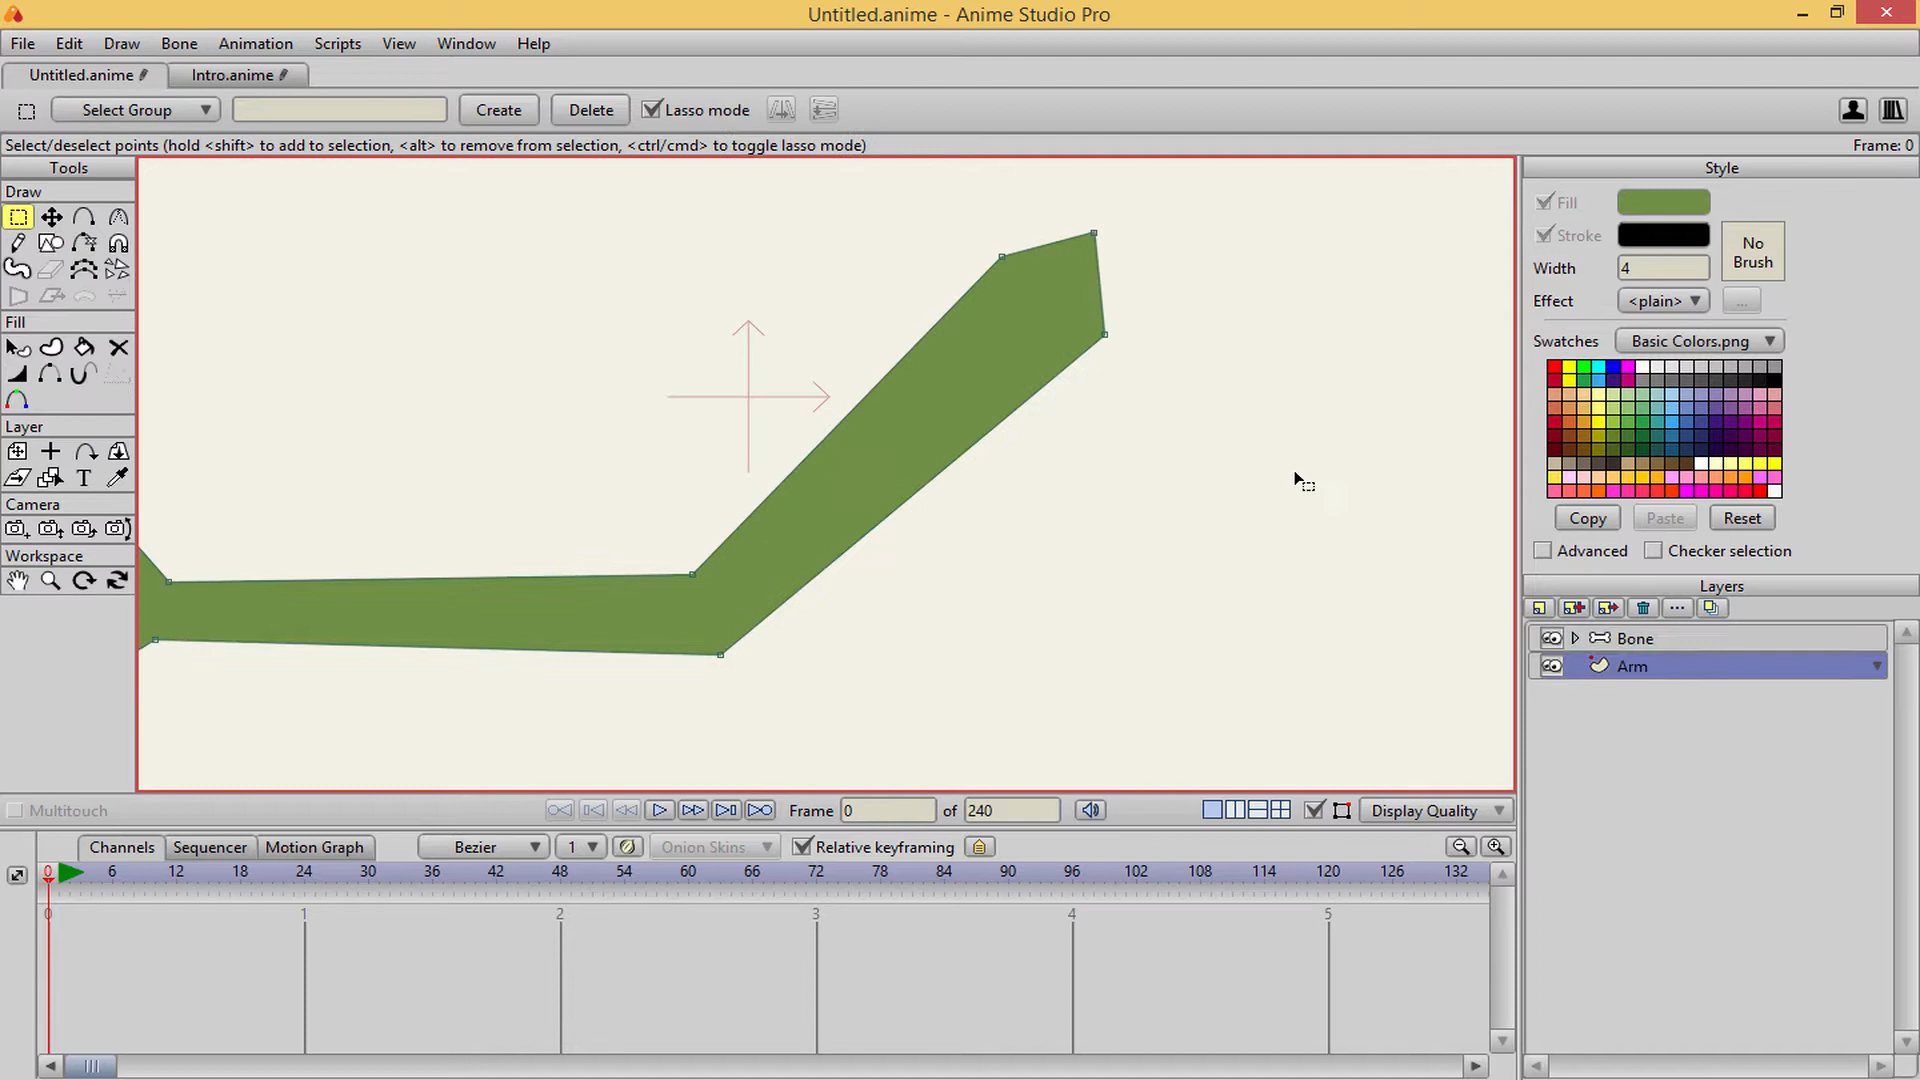 Untitled.anime - Anime Studio Pro
File Edit Draw Bone Animation Scripts View Window Help
Untitled.anime Intro.anime
Select Group Create Delete Lasso mode
Select/deselect points (hold <shift> to add to selection, <alt> to remove from selection, <ctrl/cmd> to toggle lasso mode) Frame: 0
Tools
Draw
Fill
Layer
T
Camera
Workspace
Style
Fill
Stroke
No
Brush
Width 4
Effect <plain> ...
Swatches Basic Colors.png
Copy Paste Reset
Advanced Checker selection
Layers
Bone
Arm
Multitouch Frame 0 of 240 Display Quality
Channels Sequencer Motion Graph Bezier 1 Onion Skins Relative keyframing
0 6 12 18 24 30 36 42 48 54 60 66 72 78 84 90 96 102 108 114 120 126 132
0 1 2 3 4 5